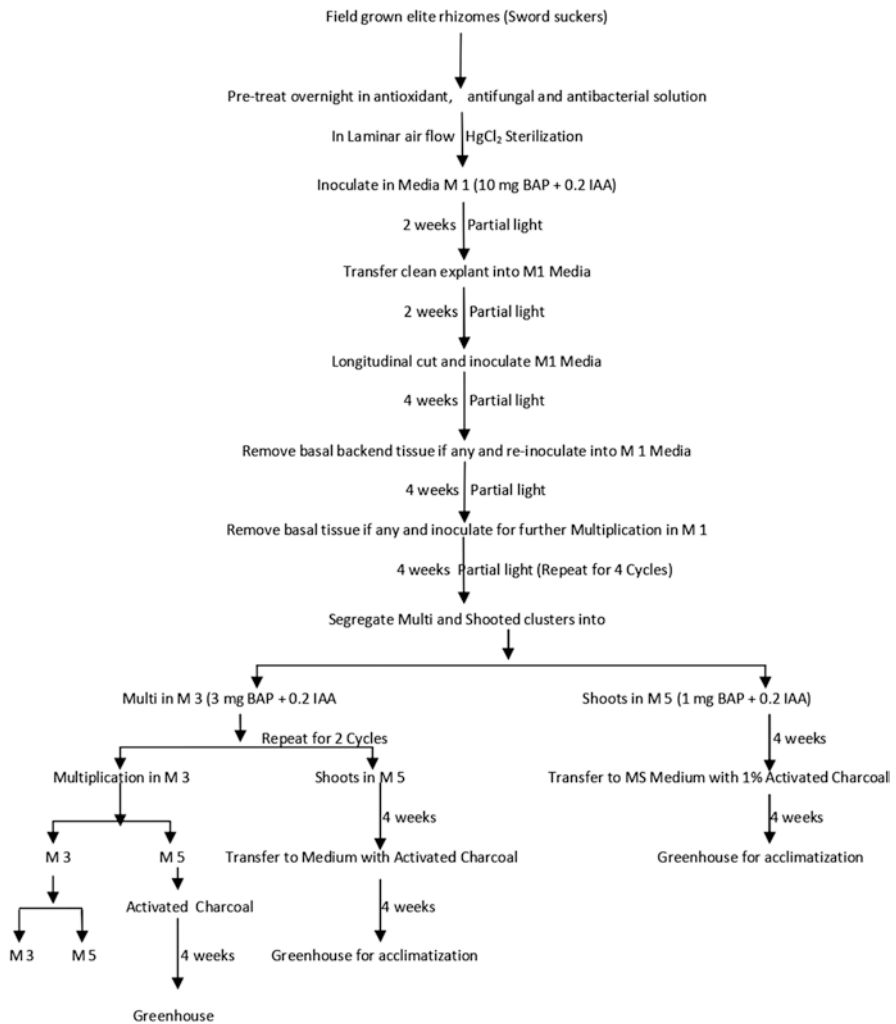 Field grown elite rhizomes (Sword suckers)
Pre-treat overnight in antioxidant, antifungal and antibacterial solution
In Laminar air flow HgCl₂ Sterilization
Inoculate in Media M 1 (10 mg BAP + 0.2 IAA)
2 weeks Partial light
Transfer clean explant into M1 Media
2 weeks Partial light
Longitudinal cut and inoculate M1 Media
4 weeks Partial light
Remove basal backend tissue if any and re-inoculate into M 1 Media
4 weeks Partial light
Remove basal tissue if any and inoculate for further Multiplication in M 1
4 weeks Partial light (Repeat for 4 Cycles)
Segregate Multi and Shooted clusters into
Multi in M 3 (3 mg BAP + 0.2 IAA
Shoots in M 5 (1 mg BAP + 0.2 IAA)
Repeat for 2 Cycles
4 weeks
Multiplication in M 3
Shoots in M 5
Transfer to MS Medium with 1% Activated Charcoal
4 weeks
4 weeks
M 3
M 5
Transfer to Medium with Activated Charcoal
Greenhouse for acclimatization
Activated Charcoal
4 weeks
M 3
M 5
4 weeks
Greenhouse for acclimatization
Greenhouse